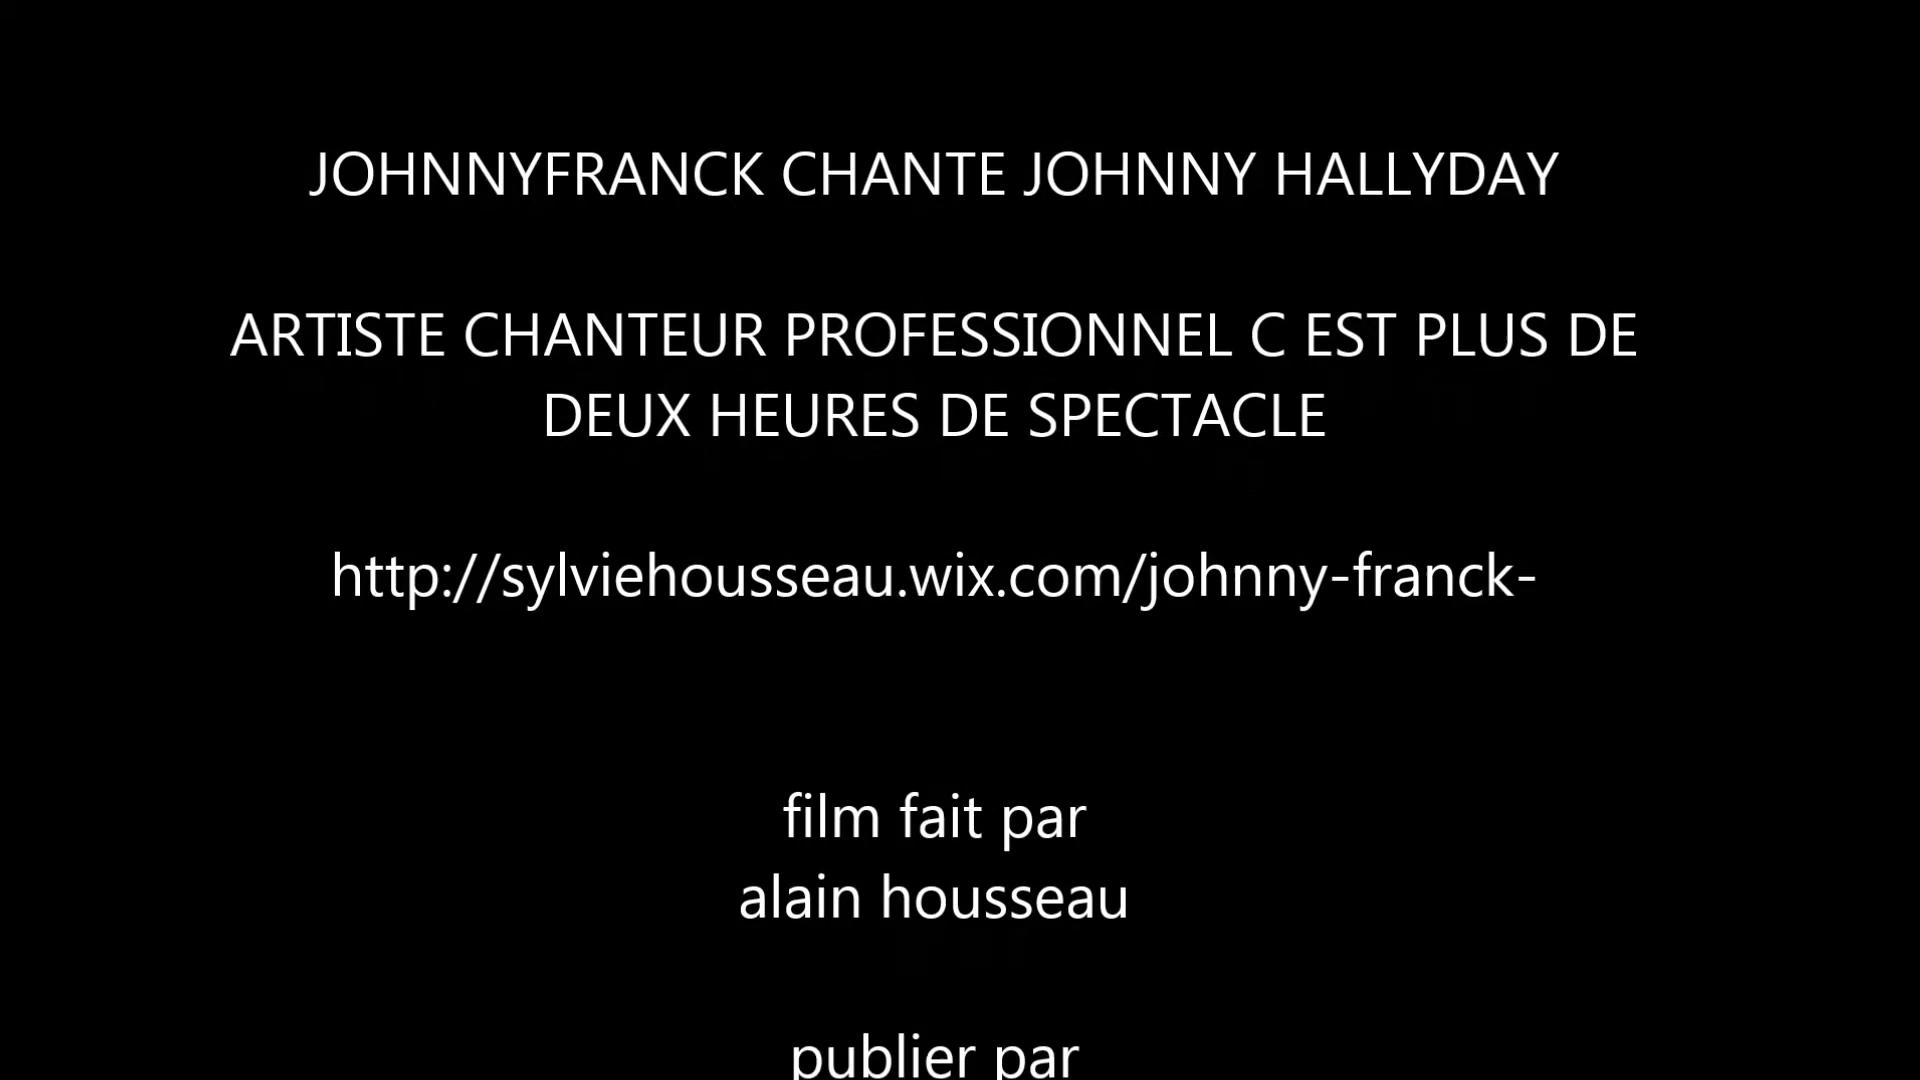 JOHNNYFRANCK CHANTE JOHNNY HALLYDAY
ARTISTE CHANTEUR PROFESSIONNEL C EST PLUS DE
DEUX HEURES DE SPECTACLE
http://sylviehousseau.wix.com/johnny-franck-
film fait par
alain housseau
publier par